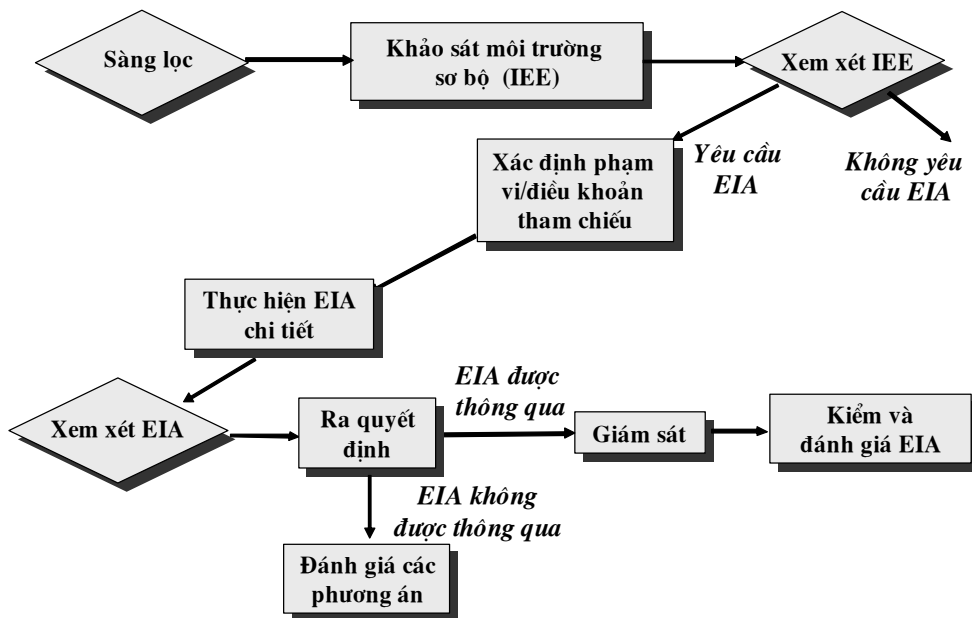 Sàng lọc
Khảo sát môi trường
sơ bộ (IEE)
Xem xét IEE
Yêu cầu
EIA
Không yêu
cầu EIA
Xác định phạm
vi/điều khoản
tham chiếu
Thực hiện EIA
chi tiết
Xem xét EIA
Ra quyết
định
EIA được
thông qua
Giám sát
Kiểm và
đánh giá EIA
EIA không
được thông qua
Đánh giá các
phương án